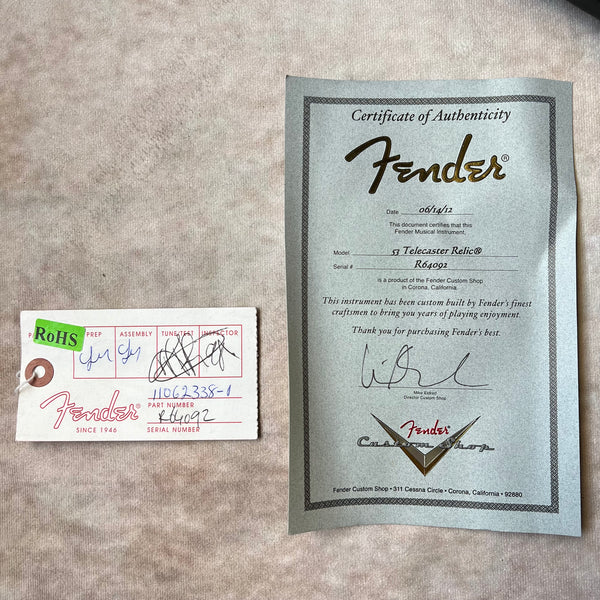 RoHS
PREP ASSEMBLY TUNE/TEST INSPECTOR
11062338-1
PART NUMBER
R64092
SERIAL NUMBER
Fender
SINCE 1946
Certificate of Authenticity
Fender®
Date 06/14/12
This document certifies that this
Fender Musical Instrument,
Model 53 Telecaster Relic®
Serial # R64092
is a product of the Fender Custom Shop
in Corona, California.
This instrument has been custom built by Fender's finest
craftsmen to bring you years of playing enjoyment.
Thank you for purchasing Fender's best.
Mike Eldred
Director Custom Shop
Fender
Custom Shop
Fender Custom Shop • 311 Cessna Circle • Corona, California • 92880